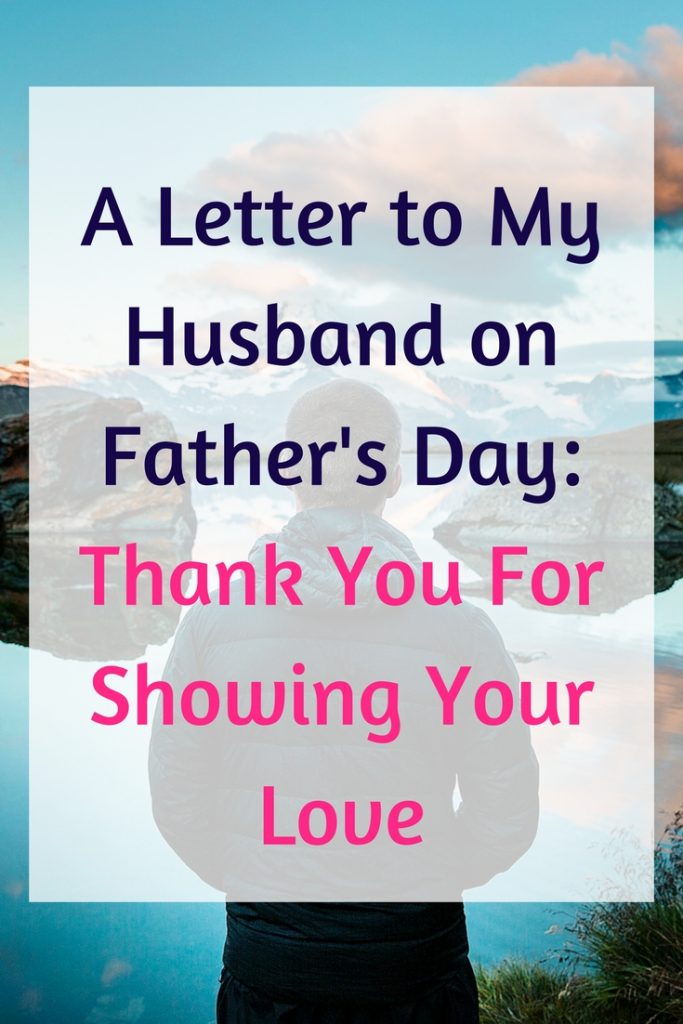 A Letter to My
Husband on
Father's Day:
Thank You For
Showing Your
Love